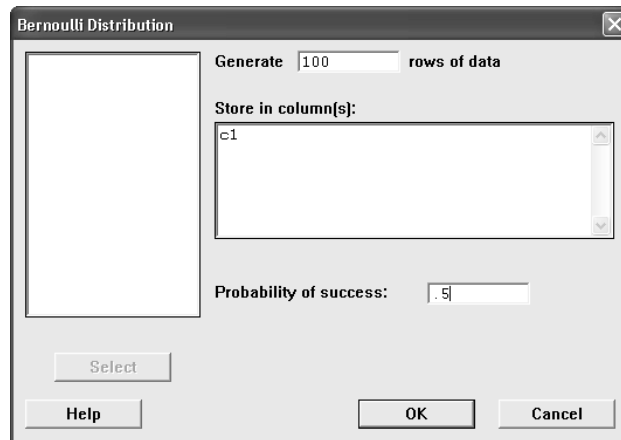 Bernoulli Distribution
Generate 100 rows of data
Store in column(s):
c1
Probability of success: .5
Select
Help OK Cancel